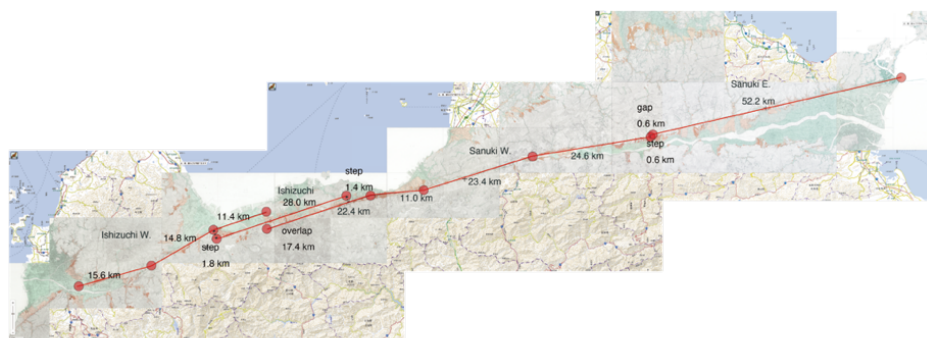 Sanuki E.
52.2 km
gap
0.6 km
step
0.6 km
Sanuki W.
24.6 km
23.4 km
step
1.4 km
Ishizuchi
28.0 km
11.0 km
22.4 km
11.4 km
overlap
17.4 km
Ishizuchi W.
14.8 km
step
1.8 km
15.6 km